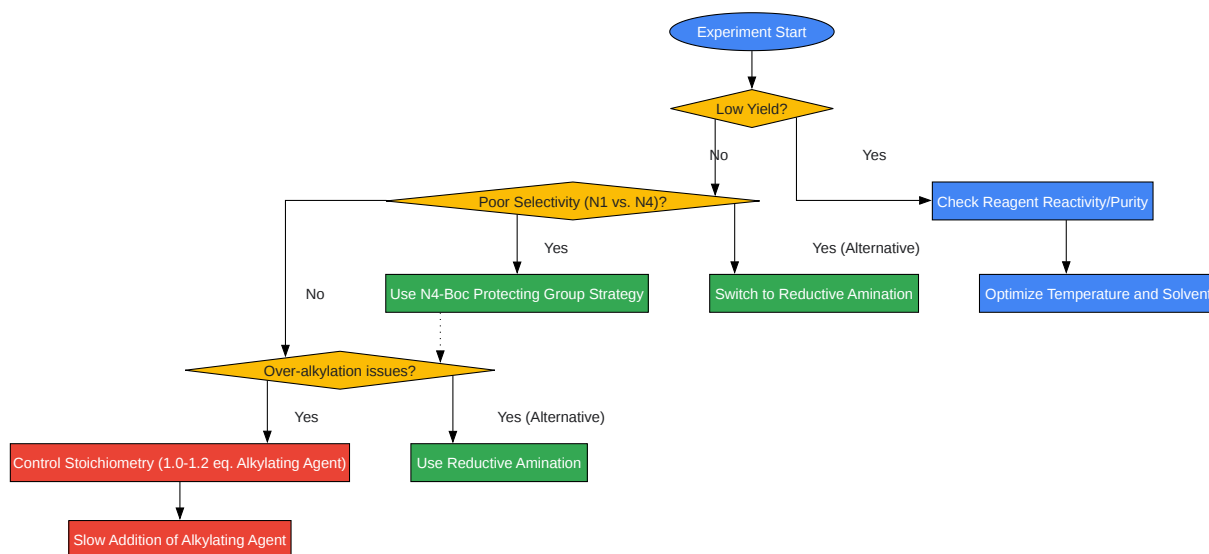 Experiment Start
Low Yield?
No
Yes
Poor Selectivity (N1 vs. N4)?
Check Reagent Reactivity/Purity
Yes
Yes (Alternative)
No
Use N4-Boc Protecting Group Strategy
Switch to Reductive Amination
Optimize Temperature and Solvent
Over-alkylation issues?
Yes
Yes (Alternative)
Control Stoichiometry (1.0-1.2 eq. Alkylating Agent)
Use Reductive Amination
Slow Addition of Alkylating Agent